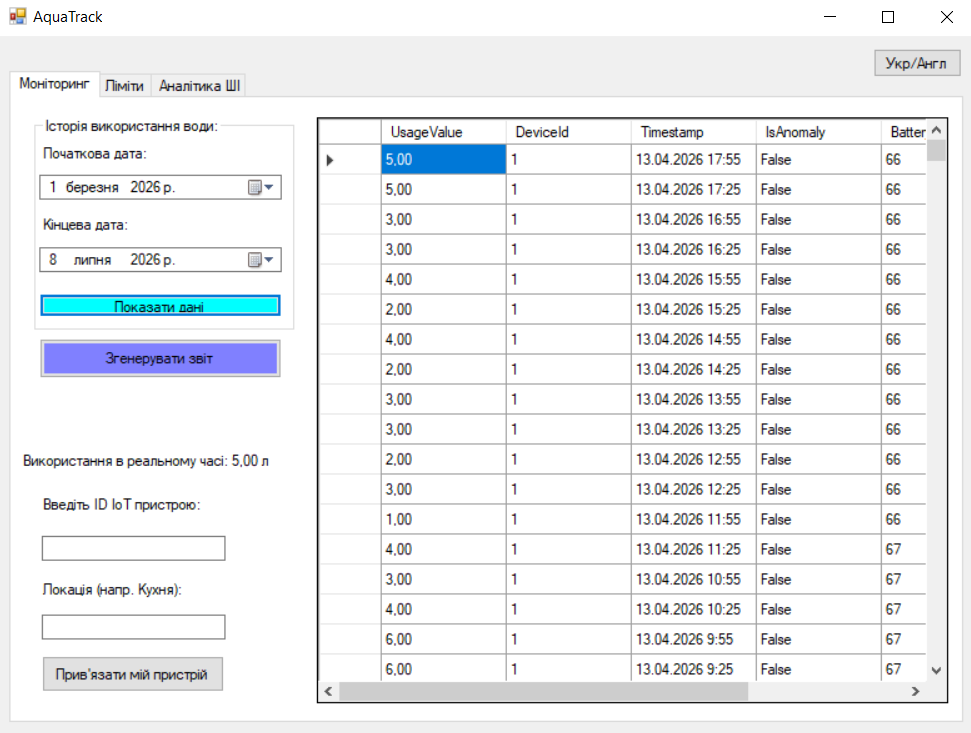 AquaTrack
Укр/Англ
Моніторинг Ліміти Аналітика ШІ
Історія використання води:
Початкова дата:
1 березня 2026 р.
Кінцева дата:
8 липня 2026 р.
Показати дані
Згенерувати звіт
Використання в реальному часі: 5,00 л
Введіть ID IoT пристрою:
Локація (напр. Кухня):
Прив'язати мій пристрій
UsageValue DeviceId Timestamp IsAnomaly Batter
5,00 1 13.04.2026 17:55 False 66
5,00 1 13.04.2026 17:25 False 66
3,00 1 13.04.2026 16:55 False 66
3,00 1 13.04.2026 16:25 False 66
4,00 1 13.04.2026 15:55 False 66
2,00 1 13.04.2026 15:25 False 66
4,00 1 13.04.2026 14:55 False 66
2,00 1 13.04.2026 14:25 False 66
3,00 1 13.04.2026 13:55 False 66
3,00 1 13.04.2026 13:25 False 66
2,00 1 13.04.2026 12:55 False 66
3,00 1 13.04.2026 12:25 False 66
1,00 1 13.04.2026 11:55 False 66
4,00 1 13.04.2026 11:25 False 67
3,00 1 13.04.2026 10:55 False 67
4,00 1 13.04.2026 10:25 False 67
6,00 1 13.04.2026 9:55 False 67
6,00 1 13.04.2026 9:25 False 67